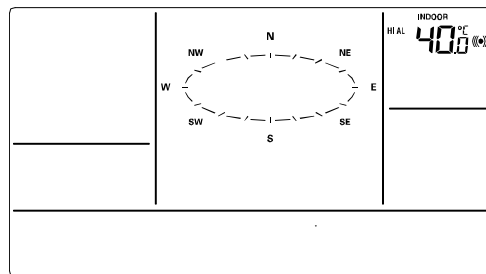 INDOOR
HI AL 40.0 °C
N
NW NE
W E
SW SE
S